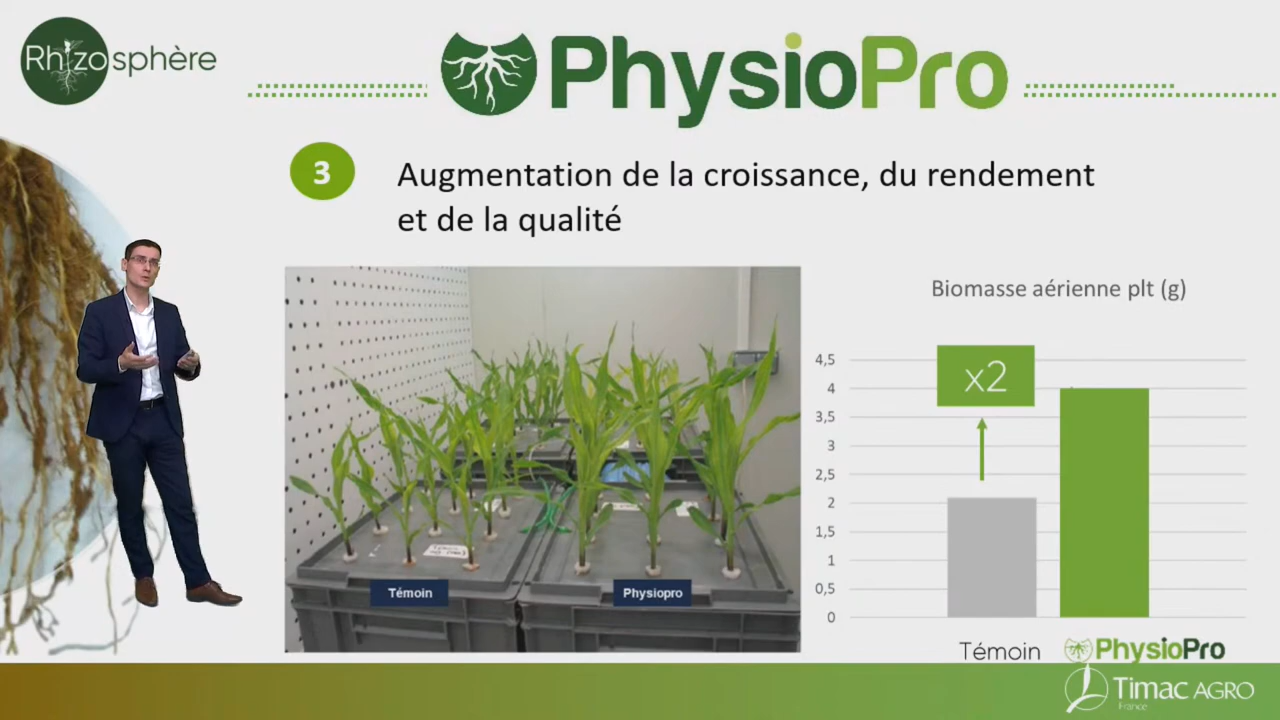 Rhizosphère
PhysioPro
3
Augmentation de la croissance, du rendement
et de la qualité
Témoin
Physiopro
Biomasse aérienne plt (g)
4,5
4
3,5
3
2,5
2
1,5
1
0,5
0
x2
Témoin
PhysioPro
Timac AGRO
France